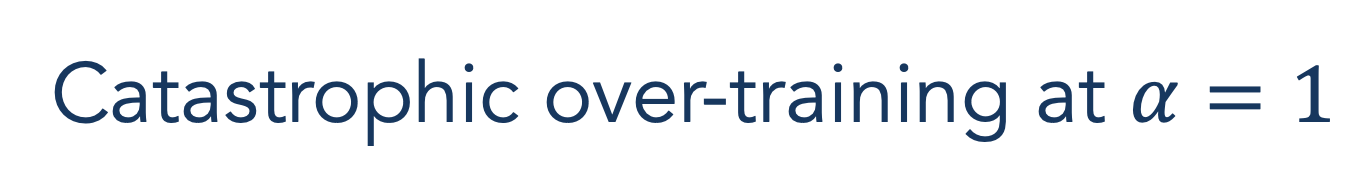 Catastrophic over-training at α = 1